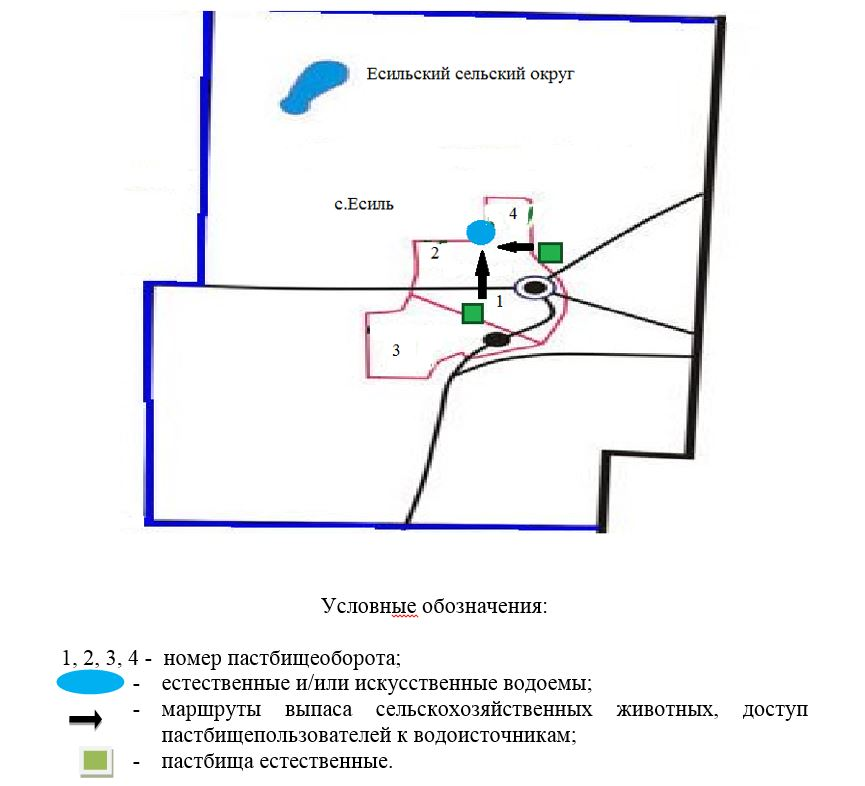 Есильский сельский округ
с.Есиль
4
2
1
3
Условные обозначения:
1, 2, 3, 4 - номер пастбищеоборота;
- естественные и/или искусственные водоемы;
- маршруты выпаса сельскохозяйственных животных, доступ
пастбищепользователей к водоисточникам;
- пастбища естественные.